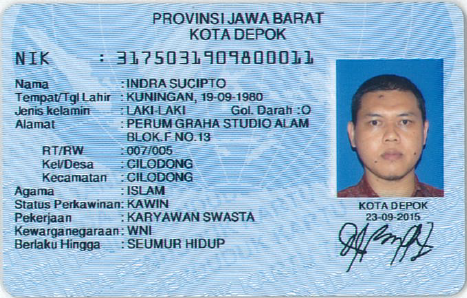 PROVINSI JAWA BARAT
KOTA DEPOK
NIK : 3175031909800011
Nama : INDRA SUCIPTO
Tempat/Tgl Lahir : KUNINGAN, 19-09-1980
Jenis kelamin : LAKI-LAKI Gol. Darah :O
Alamat : PERUM GRAHA STUDIO ALAM
BLOK.F NO.13
RT/RW : 007/005
Kel/Desa : CILODONG
Kecamatan : CILODONG
Agama : ISLAM
Status Perkawinan: KAWIN
Pekerjaan : KARYAWAN SWASTA
Kewarganegaraan: WNI
Berlaku Hingga : SEUMUR HIDUP
KOTA DEPOK
23-09-2015